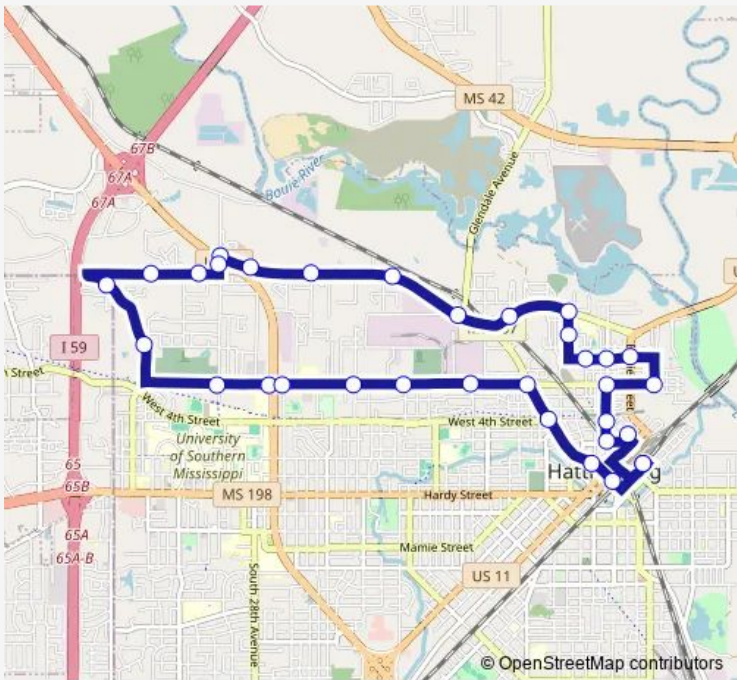 MS 42
67B
67A
67A
Bouie River
Glendale Avenue
I 59
West 4th Street
West 4th Street
University
of Southern
Mississippi
65
65B
MS 198
Hardy Street
65A
65A-B
Mamie Street
US 11
South 28th Avenue
© OpenStreetMap contributors